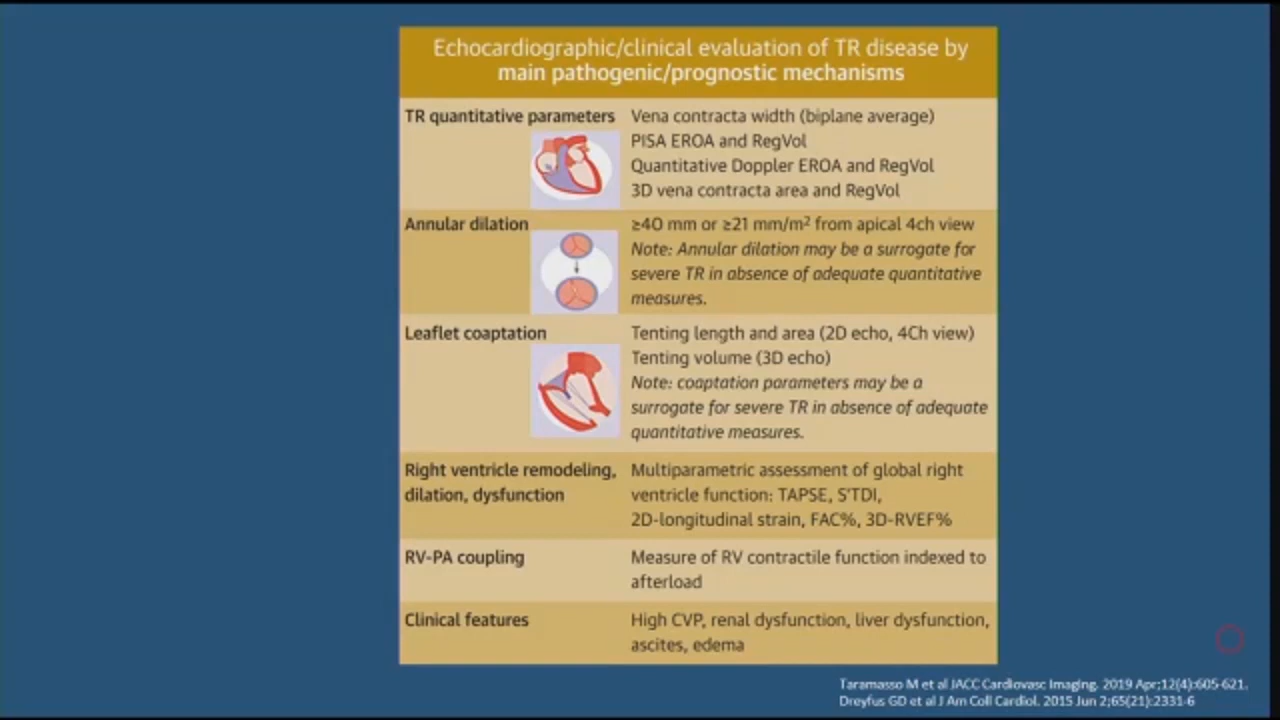 Echocardiographic/clinical evaluation of TR disease by
main pathogenic/prognostic mechanisms
TR quantitative parameters
Vena contracta width (biplane average)
PISA EROA and RegVol
Quantitative Doppler EROA and RegVol
3D vena contracta area and RegVol
Annular dilation
≥40 mm or ≥21 mm/m² from apical 4ch view
Note: Annular dilation may be a surrogate for
severe TR in absence of adequate quantitative
measures.
Leaflet coaptation
Tenting length and area (2D echo, 4Ch view)
Tenting volume (3D echo)
Note: coaptation parameters may be a
surrogate for severe TR in absence of adequate
quantitative measures.
Right ventricle remodeling,
dilation, dysfunction
Multiparametric assessment of global right
ventricle function: TAPSE, S'TDI,
2D-longitudinal strain, FAC%, 3D-RVEF%
RV-PA coupling
Measure of RV contractile function indexed to
afterload
Clinical features
High CVP, renal dysfunction, liver dysfunction,
ascites, edema
Taramasso M et al JACC Cardiovasc Imaging. 2019 Apr;12(4):605-621.
Dreyfus GD et al J Am Coll Cardiol. 2015 Jun 2;65(21):2331-6